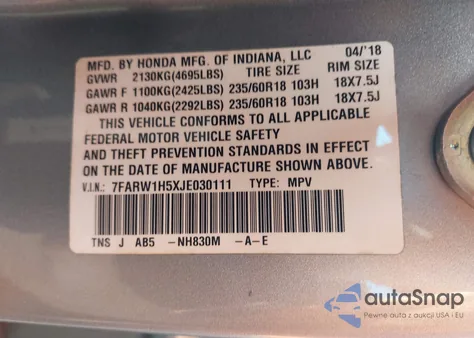 MFD. BY HONDA MFG. OF INDIANA, LLC 04/'18
GVWR 2130KG(4695LBS) TIRE SIZE RIM SIZE
GAWR F 1100KG(2425LBS) 235/60R18 103H 18X7.5J
GAWR R 1040KG(2292LBS) 235/60R18 103H 18X7.5J
THIS VEHICLE CONFORMS TO ALL APPLICABLE
FEDERAL MOTOR VEHICLE SAFETY
AND THEFT PREVENTION STANDARDS IN EFFECT
ON THE DATE OF MANUFACTURE SHOWN ABOVE.
V.I.N.: 7FARW1H5XJE030111 TYPE: MPV
TNS J AB5 -NH830M -A-E
autoSnap
Pewne auta z aukcji USA i EU